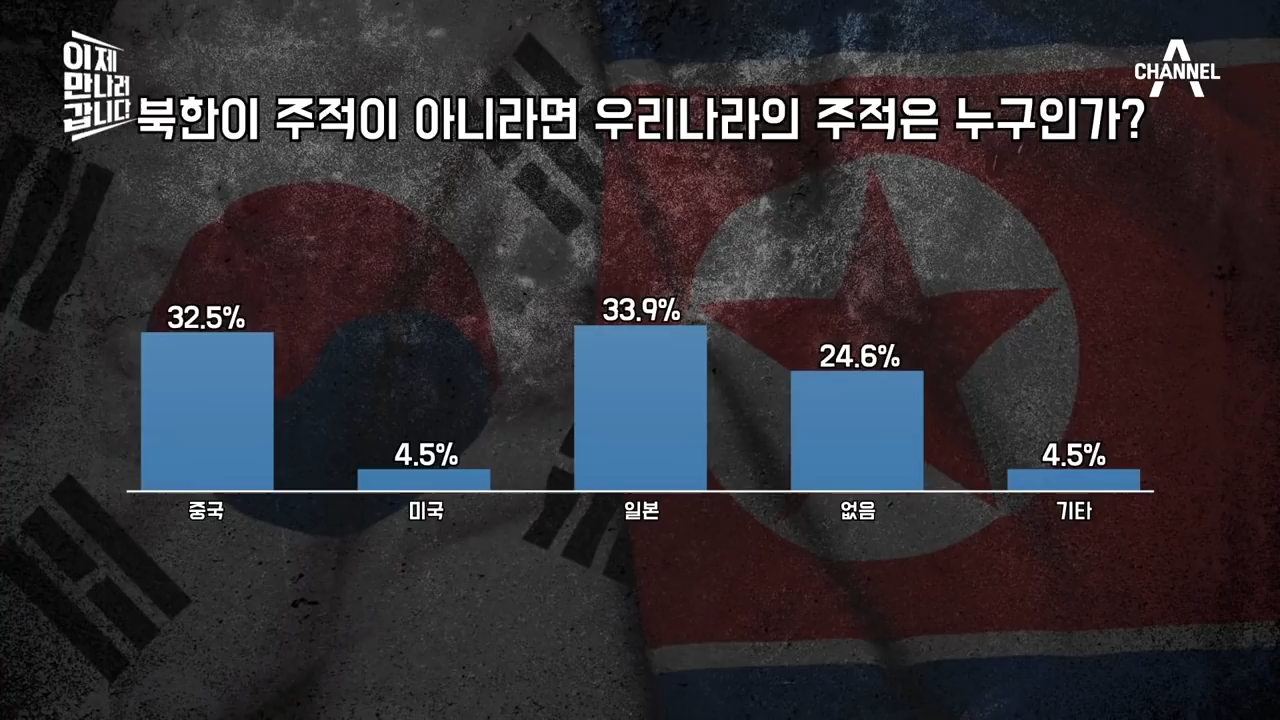 이제
만나러
갑니다
CHANNEL A
북한이 주적이 아니라면 우리나라의 주적은 누구인가?
32.5%
4.5%
33.9%
24.6%
4.5%
중국
미국
일본
없음
기타